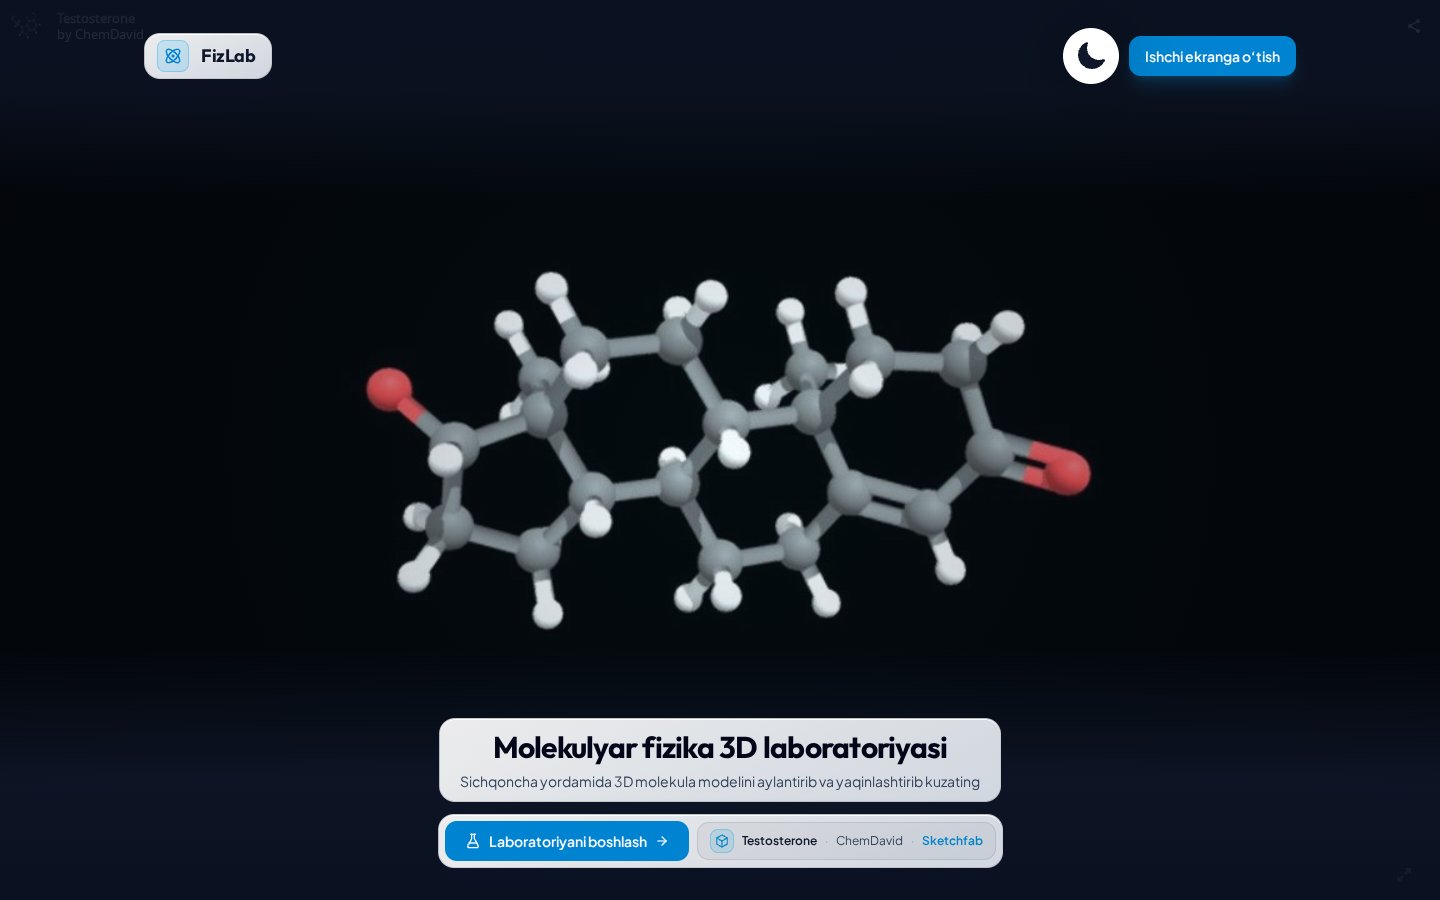 Testosterone
by ChemDavid
FizLab
Ishchi ekranga o‘tish
Molekulyar fizika 3D laboratoriyasi
Sichqoncha yordamida 3D molekula modelini aylantirib va yaqinlashtirib kuzating
Laboratoriyani boshlash →
Testosterone · ChemDavid · Sketchfab